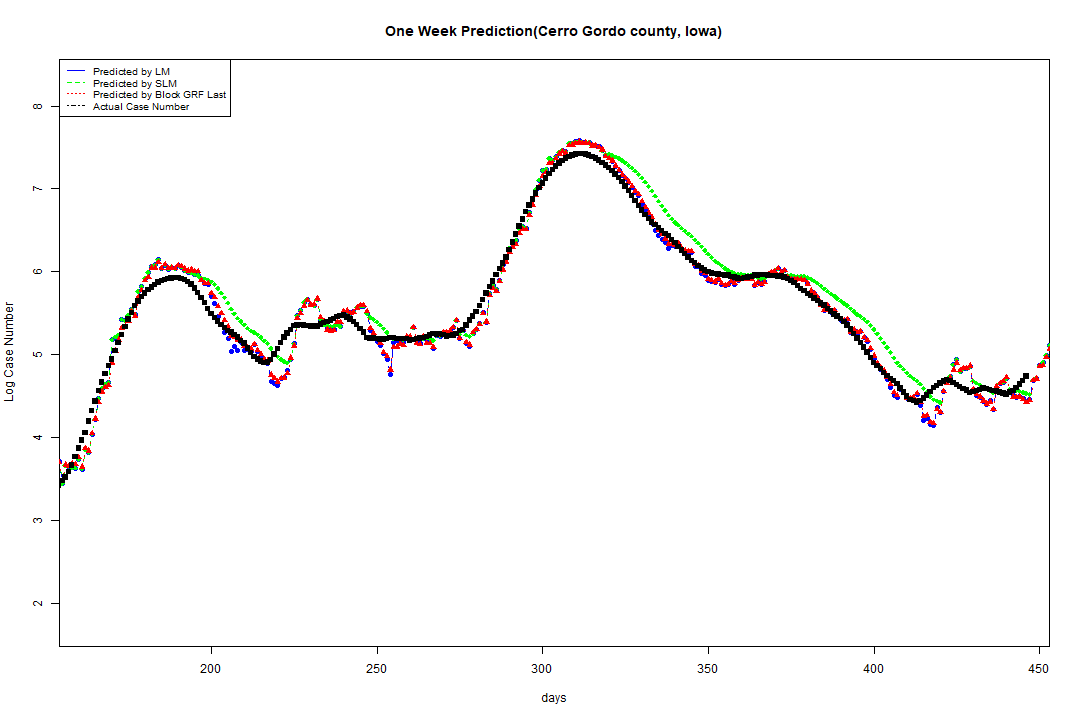 One Week Prediction(Cerro Gordo county, Iowa)
Predicted by LM
Predicted by SLM
Predicted by Block GRF Last
Actual Case Number
8
7
6
5
4
3
2
Log Case Number
200 250 300 350 400 450
days